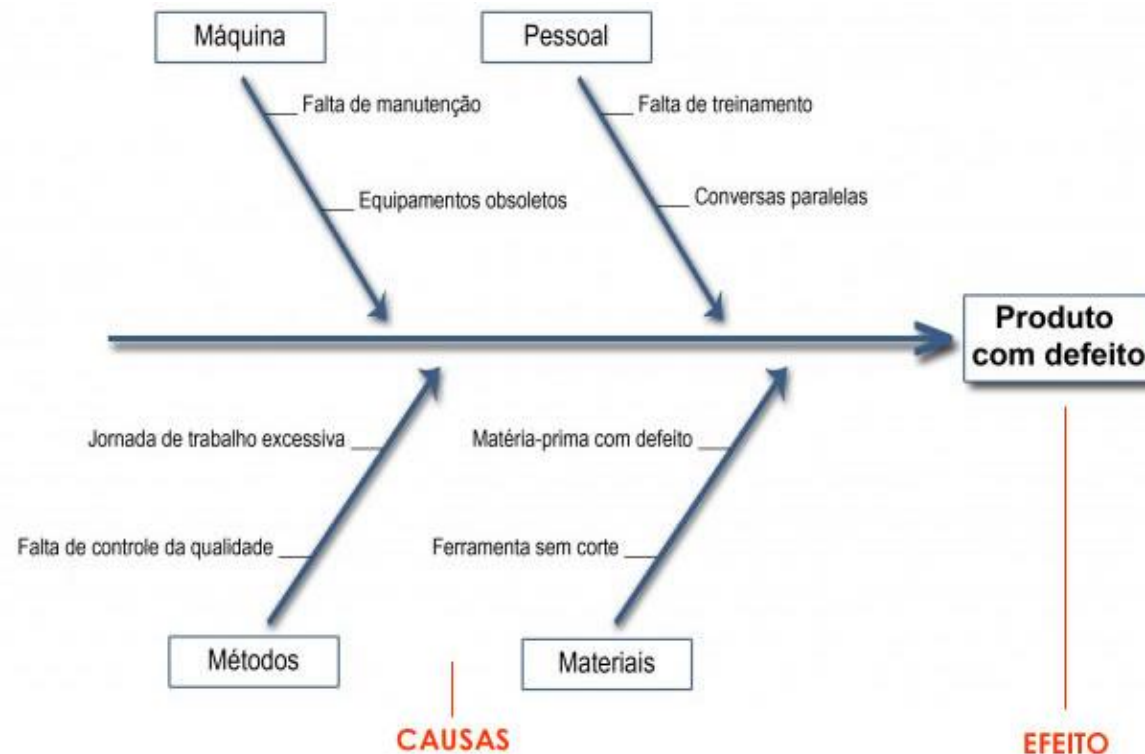 Máquina
Pessoal
Falta de manutenção
Falta de treinamento
Equipamentos obsoletos
Conversas paralelas
Produto
com defeito
Jornada de trabalho excessiva
Matéria-prima com defeito
Falta de controle da qualidade
Ferramenta sem corte
Métodos
Materiais
CAUSAS
EFEITO